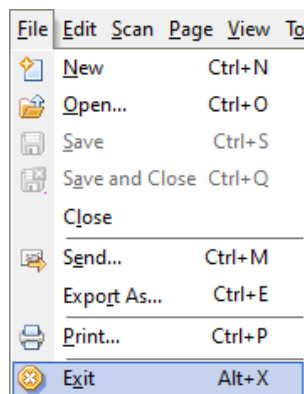 File Edit Scan Page View To
New Ctrl+N
Open... Ctrl+O
Save Ctrl+S
Save and Close Ctrl+Q
Close
Send... Ctrl+M
Export As... Ctrl+E
Print... Ctrl+P
Exit Alt+X